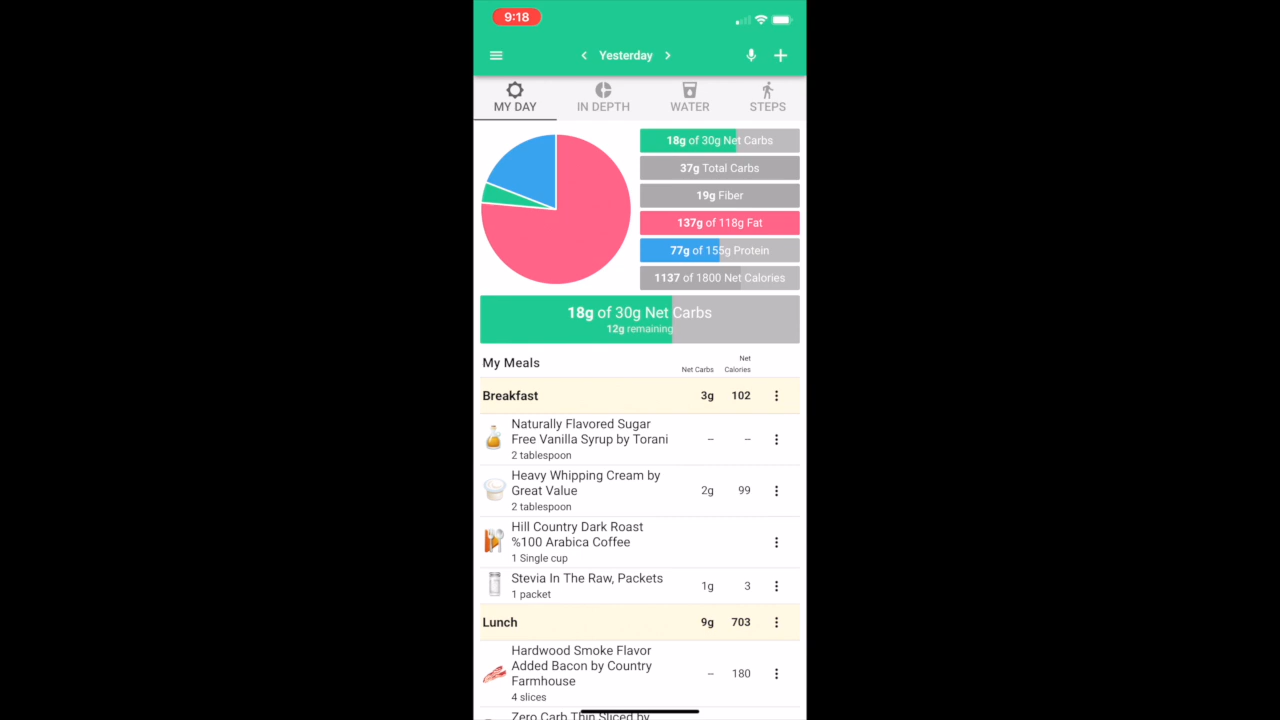 9:18
Yesterday
MY DAY
IN DEPTH
WATER
STEPS
18g of 30g Net Carbs
37g Total Carbs
19g Fiber
137g of 118g Fat
77g of 155g Protein
1137 of 1800 Net Calories
18g of 30g Net Carbs
12g remaining
My Meals
Net Carbs
Net
Calories
Breakfast 3g 102
Naturally Flavored Sugar
Free Vanilla Syrup by Torani
-- --
2 tablespoon
Heavy Whipping Cream by
Great Value
2g 99
2 tablespoon
Hill Country Dark Roast
%100 Arabica Coffee
1 Single cup
Stevia In The Raw, Packets
1g 3
1 packet
Lunch 9g 703
Hardwood Smoke Flavor
Added Bacon by Country
Farmhouse
-- 180
4 slices
Zero Carb Thin Sliced by